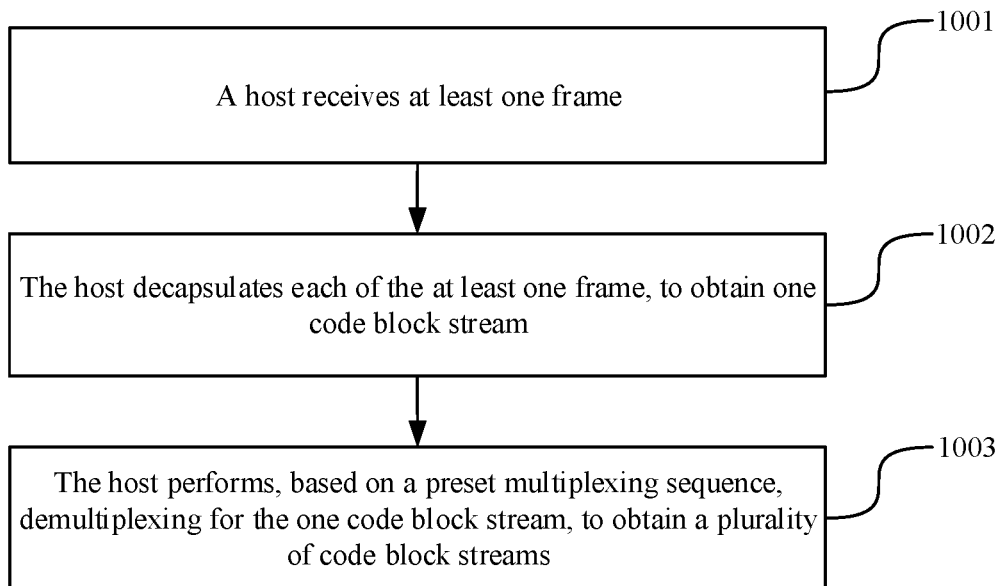 1001
A host receives at least one frame
1002
The host decapsulates each of the at least one frame, to obtain one
code block stream
1003
The host performs, based on a preset multiplexing sequence,
demultiplexing for the one code block stream, to obtain a plurality
of code block streams